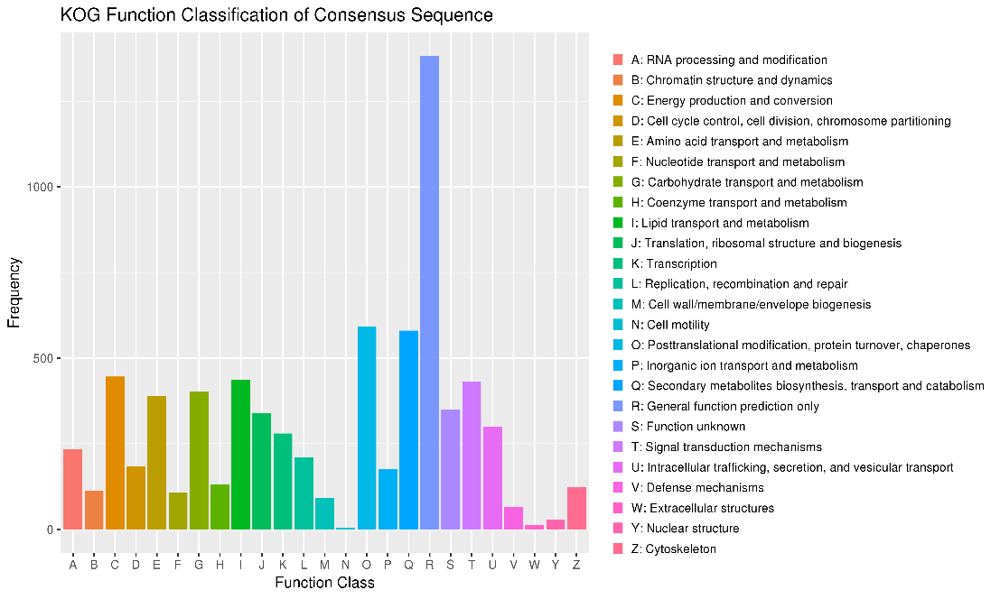 KOG Function Classification of Consensus Sequence
Frequency
1000
500
0
A B C D E F G H I J K L M N O P Q R S T U V W Y Z
Function Class
A: RNA processing and modification
B: Chromatin structure and dynamics
C: Energy production and conversion
D: Cell cycle control, cell division, chromosome partitioning
E: Amino acid transport and metabolism
F: Nucleotide transport and metabolism
G: Carbohydrate transport and metabolism
H: Coenzyme transport and metabolism
I: Lipid transport and metabolism
J: Translation, ribosomal structure and biogenesis
K: Transcription
L: Replication, recombination and repair
M: Cell wall/membrane/envelope biogenesis
N: Cell motility
O: Posttranslational modification, protein turnover, chaperones
P: Inorganic ion transport and metabolism
Q: Secondary metabolites biosynthesis, transport and catabolism
R: General function prediction only
S: Function unknown
T: Signal transduction mechanisms
U: Intracellular trafficking, secretion, and vesicular transport
V: Defense mechanisms
W: Extracellular structures
Y: Nuclear structure
Z: Cytoskeleton